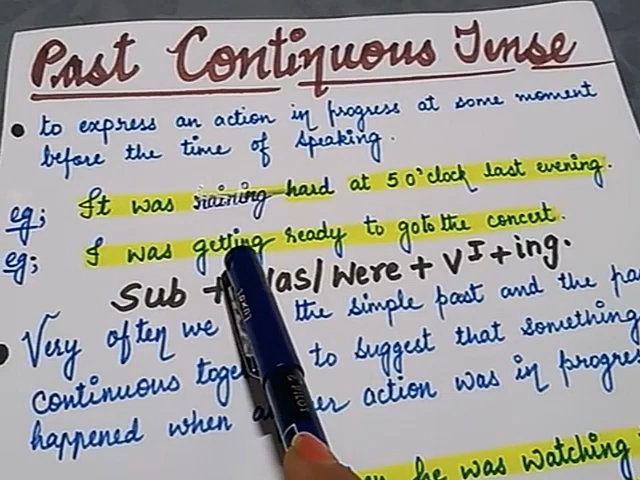 Past Continuous Tense
to express an action in progress at some moment
before the time of speaking.
eg; It was raining hard at 5 o'clock last evening.
eg; I was getting ready to goto the concert.
Sub + Was/Were + V I + ing.
Very often we the simple past and the pa
continuous toge to suggest that something
happened when a er action was in progres
he was watching
PILOT